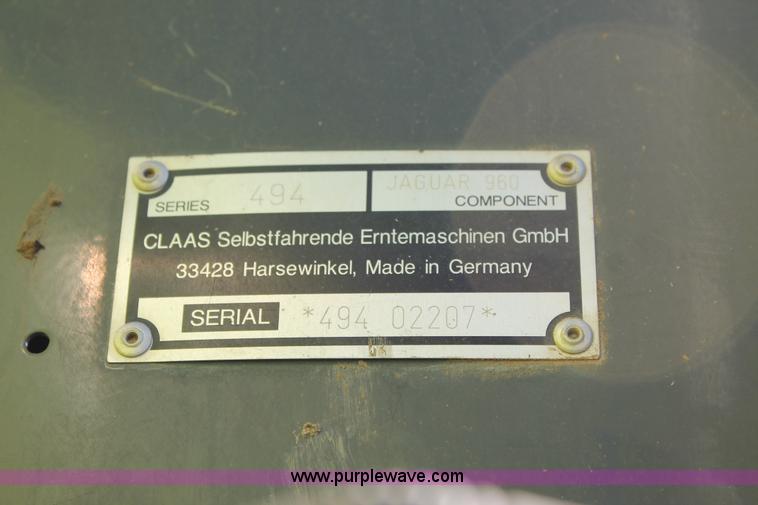 494 JAGUAR 960
SERIES COMPONENT
CLAAS Selbstfahrende Erntemaschinen GmbH
33428 Harsewinkel, Made in Germany
SERIAL *494 02207*
www.purplewave.com